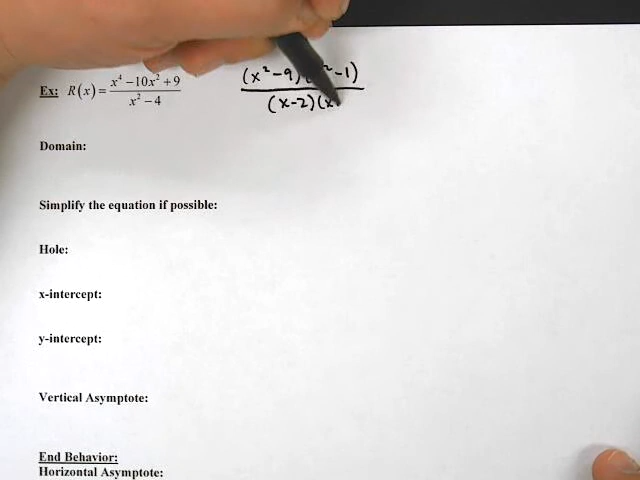 Ex: R(x) = (x⁴ − 10x² + 9)/(x² − 4)
(x² − 9)( ² − 1)
(x − 2)(x
Domain:
Simplify the equation if possible:
Hole:
x-intercept:
y-intercept:
Vertical Asymptote:
End Behavior:
Horizontal Asymptote: